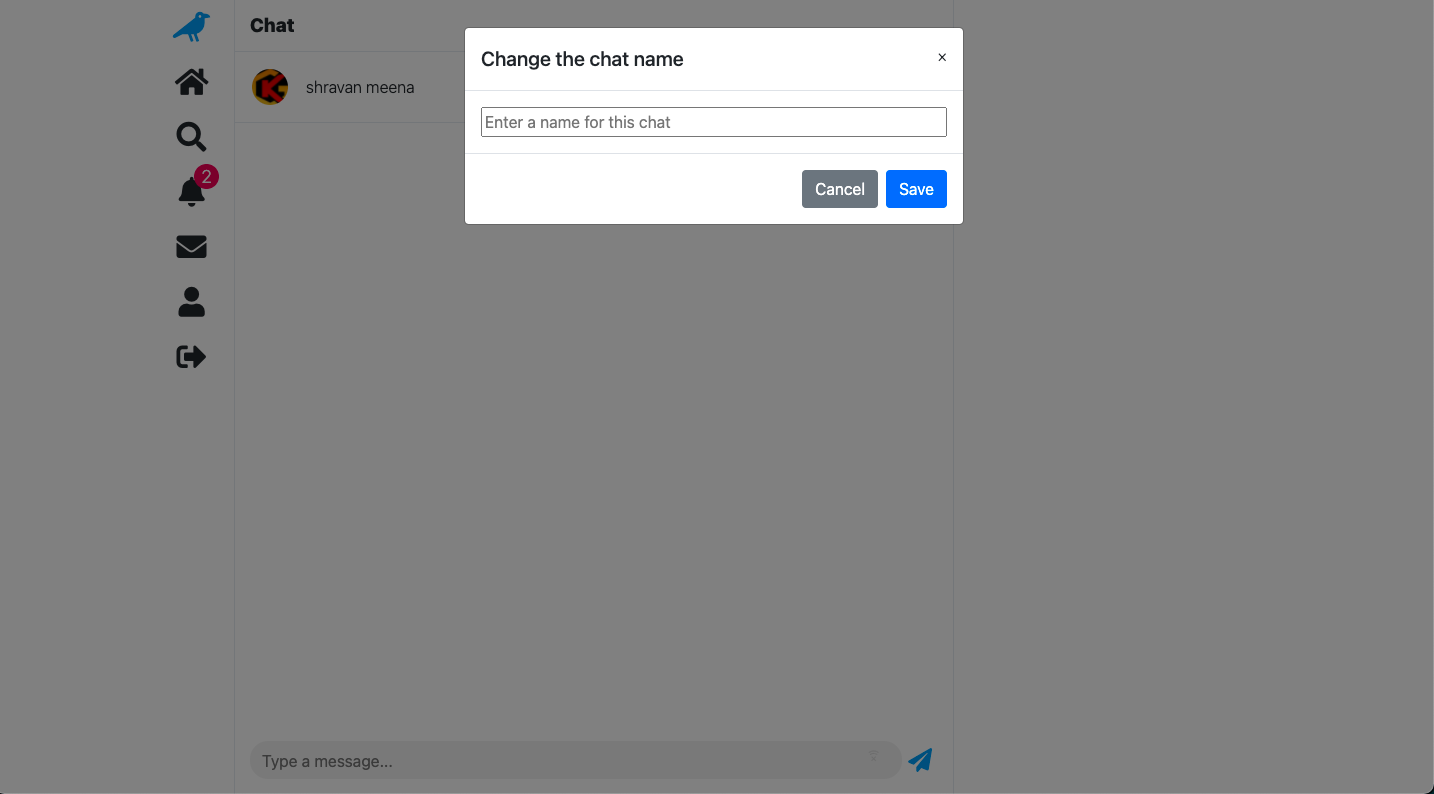 Chat
Change the chat name
×
shravan meena
Enter a name for this chat
2
Cancel
Save
Type a message...